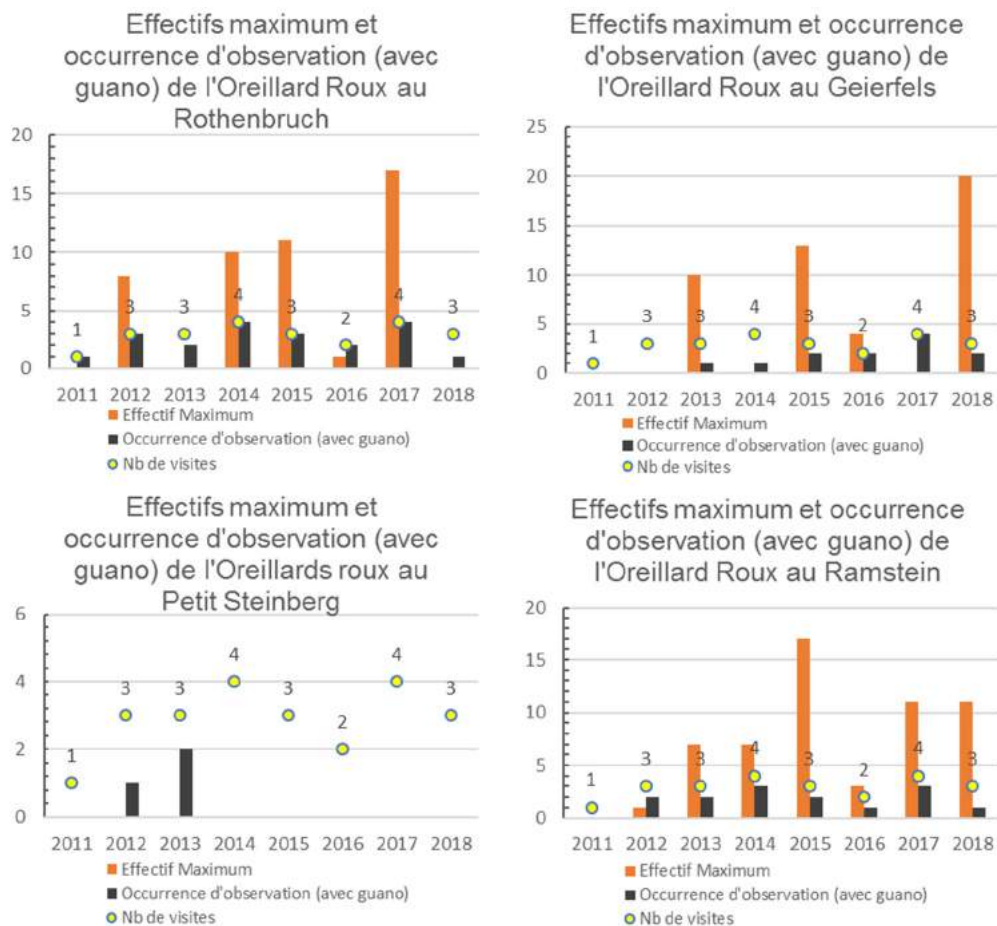 Effectifs maximum et
occurrence d'observation (avec
guano) de l'Oreillard Roux au
Rothenbruch
20
15
10
5
0
1
3
3
4
3
2
4
3
2011 2012 2013 2014 2015 2016 2017 2018
Effectif Maximum
Occurrence d'observation (avec guano)
Nb de visites
Effectifs maximum et occurrence
d'observation (avec guano) de
l'Oreillard Roux au Geierfels
25
20
15
10
5
0
1
3
3
4
3
2
4
3
2011 2012 2013 2014 2015 2016 2017 2018
Effectif Maximum
Occurrence d'observation (avec guano)
Nb de visites
Effectifs maximum et
occurrence d'observation (avec
guano) de l'Oreillards roux au
Petit Steinberg
6
4
2
0
1
3
3
4
3
2
4
3
2011 2012 2013 2014 2015 2016 2017 2018
Effectif Maximum
Occurrence d'observation (avec guano)
Nb de visites
Effectifs maximum et occurrence
d'observation (avec guano) de
l'Oreillard Roux au Ramstein
20
15
10
5
0
1
3
3
4
3
2
4
3
2011 2012 2013 2014 2015 2016 2017 2018
Effectif Maximum
Occurrence d'observation (avec guano)
Nb de visites